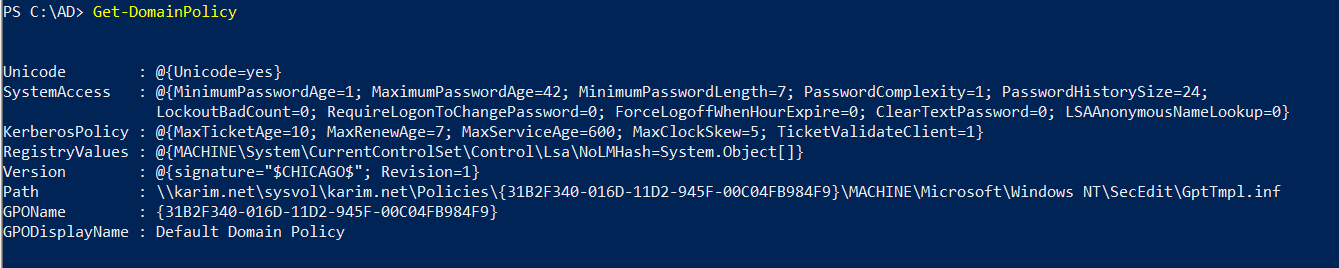 PS C:\AD> Get-DomainPolicy
Unicode : @{Unicode=yes}
SystemAccess : @{MinimumPasswordAge=1; MaximumPasswordAge=42; MinimumPasswordLength=7; PasswordComplexity=1; PasswordHistorySize=24;
LockoutBadCount=0; RequireLogonToChangePassword=0; ForceLogoffWhenHourExpire=0; ClearTextPassword=0; LSAAnonymousNameLookup=0}
KerberosPolicy : @{MaxTicketAge=10; MaxRenewAge=7; MaxServiceAge=600; MaxClockSkew=5; TicketValidateClient=1}
RegistryValues : @{MACHINE\System\CurrentControlSet\Control\Lsa\NoLMHash=System.Object[]}
Version : @{signature="$CHICAGO$"; Revision=1}
Path : \\karim.net\sysvol\karim.net\Policies\{31B2F340-016D-11D2-945F-00C04FB984F9}\MACHINE\Microsoft\Windows NT\SecEdit\GptTmpl.inf
GPOName : {31B2F340-016D-11D2-945F-00C04FB984F9}
GPODisplayName : Default Domain Policy